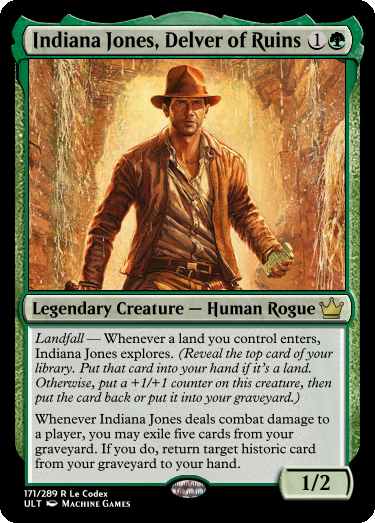 Indiana Jones, Delver of Ruins 1
Legendary Creature — Human Rogue
Landfall — Whenever a land you control enters,
Indiana Jones explores. (Reveal the top card of your
library. Put that card into your hand if it's a land.
Otherwise, put a +1/+1 counter on this creature, then
put the card back or put it into your graveyard.)
Whenever Indiana Jones deals combat damage to
a player, you may exile five cards from your
graveyard. If you do, return target historic card
from your graveyard to your hand.
1/2
171/289 R Le Codex
ULT Machine Games